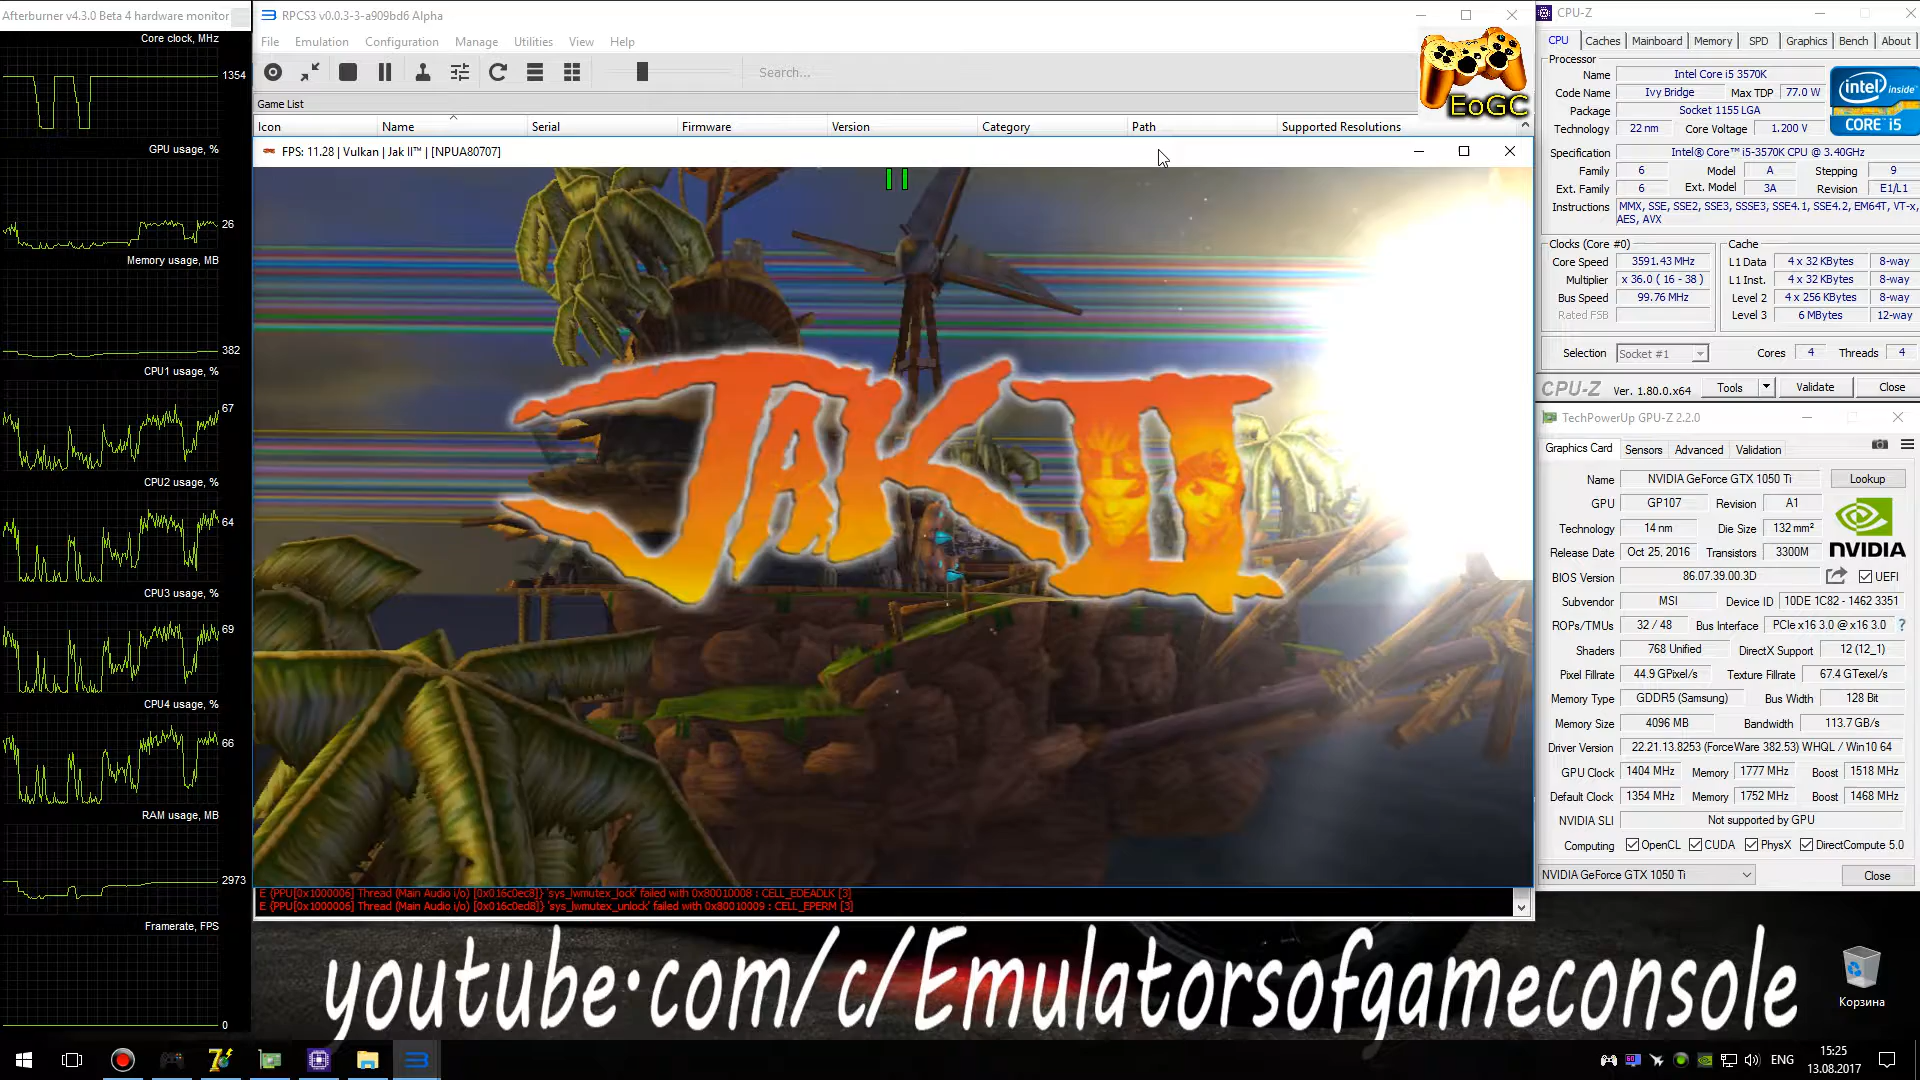 Afterburner v4.3.0 Beta 4 hardware monitor
Core clock, MHz
1354
GPU usage, %
26
Memory usage, MB
382
CPU1 usage, %
67
CPU2 usage, %
64
CPU3 usage, %
69
CPU4 usage, %
66
RAM usage, MB
2973
Framerate, FPS
0
RPCS3 v0.0.3-3-a909bd6 Alpha
File Emulation Configuration Manage Utilities View Help
Search...
EoGC
Game List
Icon Name Serial Firmware Version Category Path Supported Resolutions
FPS: 11.28 | Vulkan | Jak II™ | [NPUA80707]
JAK II
E {PPU[0x1000006] Thread (Main Audio i/o) [0x016c0ec8]} 'sys_lwmutex_lock' failed with 0x80010008 : CELL_EDEADLK [3]
E {PPU[0x1000006] Thread (Main Audio i/o) [0x016c0ed8]} 'sys_lwmutex_unlock' failed with 0x80010009 : CELL_EPERM [3]
CPU-Z
CPU Caches Mainboard Memory SPD Graphics Bench About
Processor
Name Intel Core i5 3570K
Code Name Ivy Bridge Max TDP 77.0 W
Package Socket 1155 LGA
Technology 22 nm Core Voltage 1.200 V
intel inside
CORE i5
Specification Intel® Core™ i5-3570K CPU @ 3.40GHz
Family 6 Model A Stepping 9
Ext. Family 6 Ext. Model 3A Revision E1/L1
Instructions MMX, SSE, SSE2, SSE3, SSSE3, SSE4.1, SSE4.2, EM64T, VT-x,
AES, AVX
Clocks (Core #0) Cache
Core Speed 3591.43 MHz L1 Data 4 x 32 KBytes 8-way
Multiplier x 36.0 ( 16 - 38 ) L1 Inst. 4 x 32 KBytes 8-way
Bus Speed 99.76 MHz Level 2 4 x 256 KBytes 8-way
Rated FSB Level 3 6 MBytes 12-way
Selection Socket #1 Cores 4 Threads 4
CPU-Z Ver. 1.80.0.x64 Tools Validate Close
TechPowerUp GPU-Z 2.2.0
Graphics Card Sensors Advanced Validation
Name NVIDIA GeForce GTX 1050 Ti Lookup
GPU GP107 Revision A1
Technology 14 nm Die Size 132 mm²
Release Date Oct 25, 2016 Transistors 3300M
NVIDIA
BIOS Version 86.07.39.00.3D UEFI
Subvendor MSI Device ID 10DE 1C82 - 1462 3351
ROPs/TMUs 32 / 48 Bus Interface PCIe x16 3.0 @ x16 3.0 ?
Shaders 768 Unified DirectX Support 12 (12_1)
Pixel Fillrate 44.9 GPixel/s Texture Fillrate 67.4 GTexel/s
Memory Type GDDR5 (Samsung) Bus Width 128 Bit
Memory Size 4096 MB Bandwidth 113.7 GB/s
Driver Version 22.21.13.8253 (ForceWare 382.53) WHQL / Win10 64
GPU Clock 1404 MHz Memory 1777 MHz Boost 1518 MHz
Default Clock 1354 MHz Memory 1752 MHz Boost 1468 MHz
NVIDIA SLI Not supported by GPU
Computing OpenCL CUDA PhysX DirectCompute 5.0
NVIDIA GeForce GTX 1050 Ti Close
youtube.com/c/Emulatorsofgameconsole
Корзина
ENG
15:25
13.08.2017